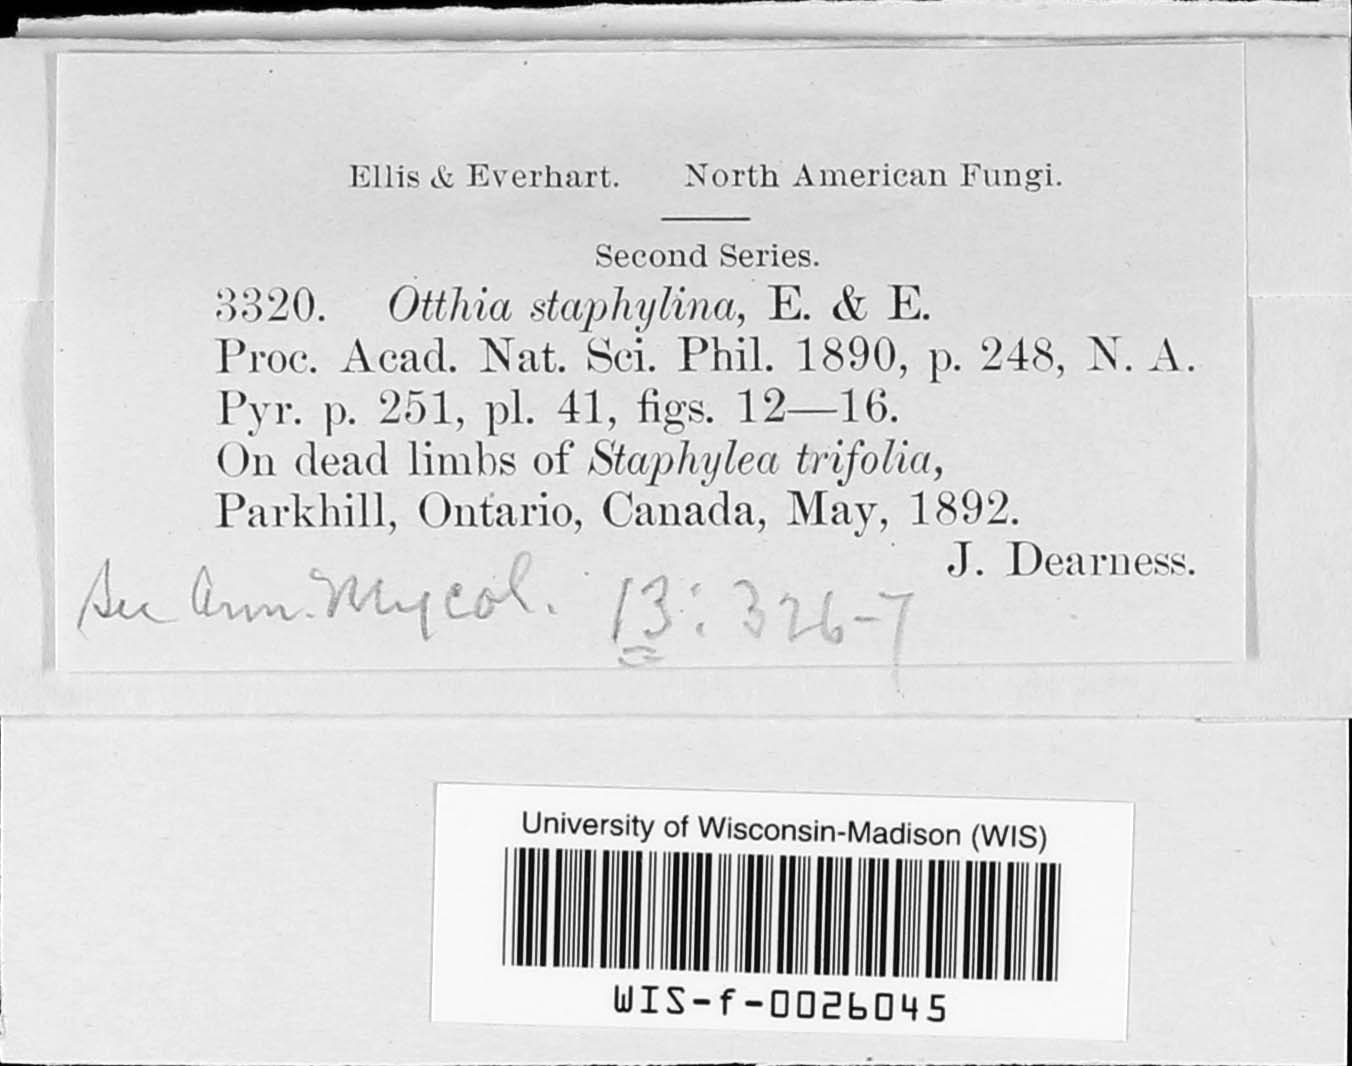 Ellis & Everhart. North American Fungi.
Second Series.
3320. Otthia staphylina, E. & E.
Proc. Acad. Nat. Sci. Phil. 1890, p. 248, N. A.
Pyr. p. 251, pl. 41, figs. 12—16.
On dead limbs of Staphylea trifolia,
Parkhill, Ontario, Canada, May, 1892.
J. Dearness.
See Ann. Mycol. 13: 326-7
University of Wisconsin-Madison (WIS)
WIS-f-0026045